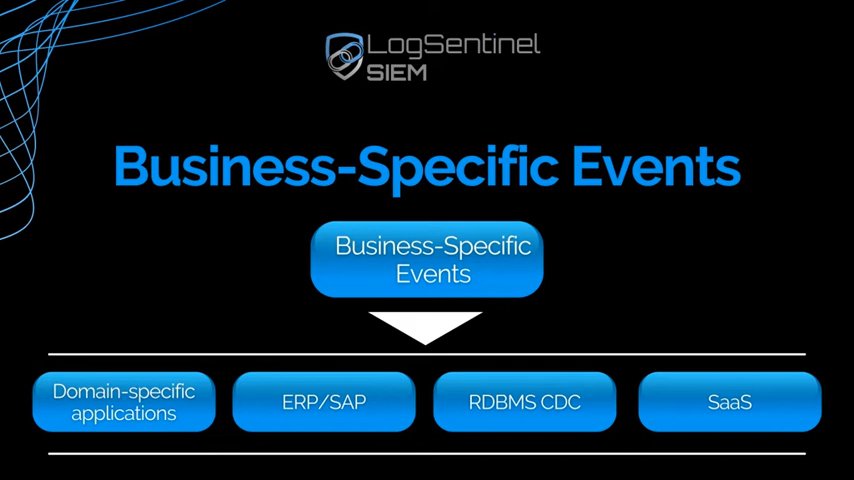 LogSentinel
SIEM
Business-Specific Events
Business-Specific
Events
Domain-specific
applications
ERP/SAP
RDBMS CDC
SaaS